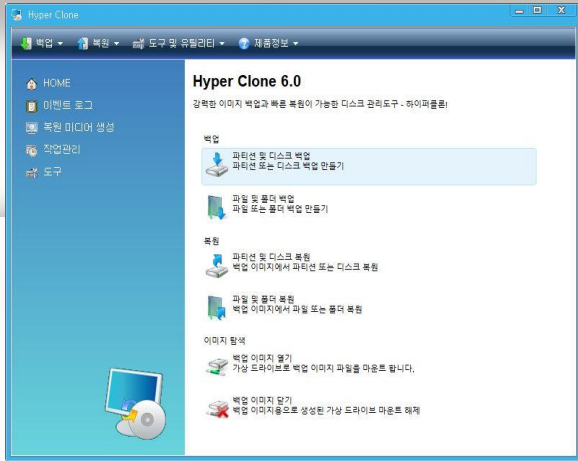 Hyper Clone
백업 복원 도구 및 유틸리티 제품정보
HOME
이벤트 로그
복원 미디어 생성
작업관리
도구
Hyper Clone 6.0
강력한 이미지 백업과 빠른 복원이 가능한 디스크 관리도구 - 하이퍼클론!
백업
파티션 및 디스크 백업
파티션 또는 디스크 백업 만들기
파일 및 폴더 백업
파일 또는 폴더 백업 만들기
복원
파티션 및 디스크 복원
백업 이미지에서 파티션 또는 디스크 복원
파일 및 폴더 복원
백업 이미지에서 파일 또는 폴더 복원
이미지 탐색
백업 이미지 열기
가상 드라이브로 백업 이미지 파일을 마운트 합니다.
백업 이미지 닫기
백업 이미지용으로 생성된 가상 드라이브 마운트 해제